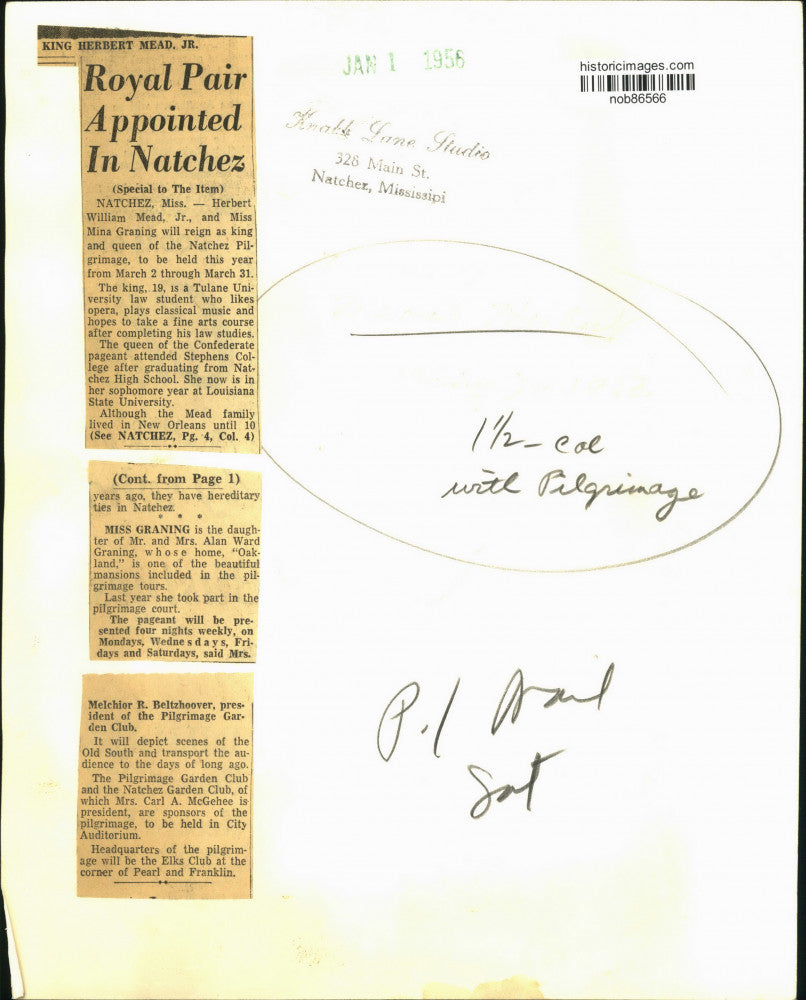 KING HERBERT MEAD, JR.
Royal Pair
Appointed
In Natchez
(Special to The Item)
NATCHEZ, Miss. — Herbert
William Mead, Jr., and Miss
Mina Graning will reign as king
and queen of the Natchez Pil-
grimage, to be held this year
from March 2 through March 31.
The king, 19, is a Tulane Uni-
versity law student who likes
opera, plays classical music and
hopes to take a fine arts course
after completing his law studies.
The queen of the Confederate
pageant attended Stephens Col-
lege after graduating from Nat-
chez High School. She now is in
her sophomore year at Louisiana
State University.
Although the Mead family
lived in New Orleans until 10
(See NATCHEZ, Pg. 4, Col. 4)
(Cont. from Page 1)
years ago, they have hereditary
ties in Natchez.
* * *
MISS GRANING is the daugh-
ter of Mr. and Mrs. Alan Ward
Graning, whose home, "Oak-
land," is one of the beautiful
mansions included in the pil-
grimage tours.
Last year she took part in the
pilgrimage court.
The pageant will be pre-
sented four nights weekly, on
Mondays, Wednesdays, Fri-
days and Saturdays, said Mrs.
Melchior R. Beltzhoover, pres-
ident of the Pilgrimage Gar-
den Club.
It will depict scenes of the
Old South and transport the au-
dience to the days of long ago.
The Pilgrimage Garden Club
and the Natchez Garden Club, of
which Mrs. Carl A. McGehee is
president, are sponsors of the
pilgrimage, to be held in City
Auditorium.
Headquarters of the pilgrim-
age will be the Elks Club at the
corner of Pearl and Franklin.
JAN 1 1956
historicimages.com
nob86566
Lane Studio
328 Main St.
Natchez, Mississipi
1 1/2 - col
with Pilgrimage
P. 1
Sat